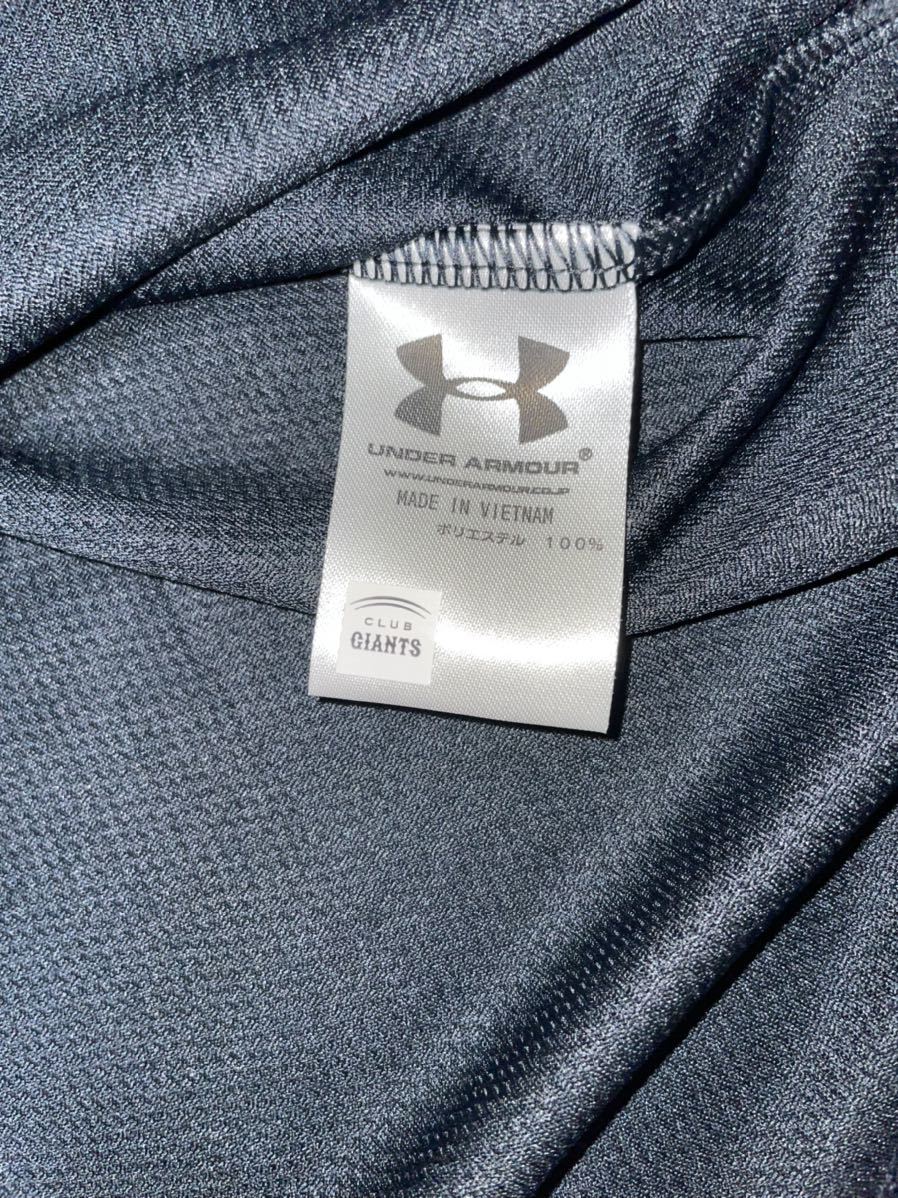 UNDER ARMOUR®
WWW.UNDERARMOUR.CO.JP
MADE IN VIETNAM
ポリエステル 100%
CLUB
GIANTS